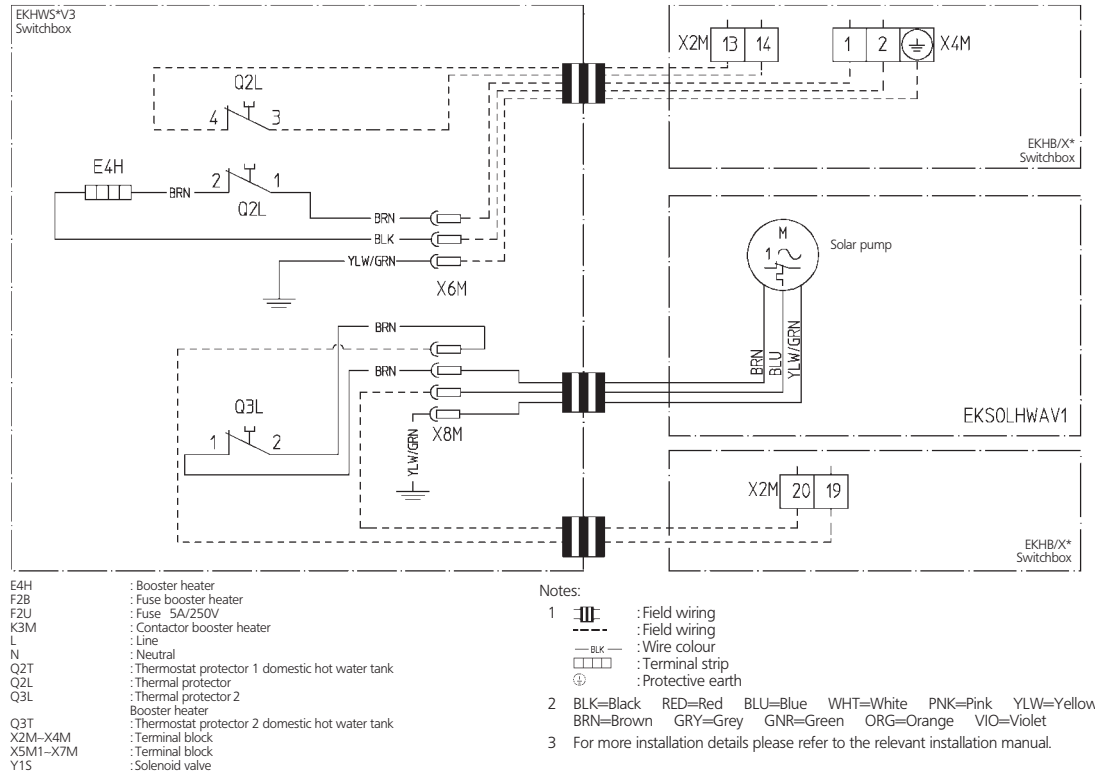 EKHWS*V3
Switchbox
X2M 13 14 1 2 X4M
Q2L
4 3
EKHB/X*
Switchbox
E4H
2 1
BRN
Q2L
BRN
BLK
YLW/GRN
X6M
M
1
Solar pump
BRN
BLU
YLW/GRN
EKSOLHWAV1
BRN
BRN
Q3L
1 2
X8M
YLW/GRN
X2M 20 19
EKHB/X*
Switchbox
E4H : Booster heater
F2B : Fuse booster heater
F2U : Fuse 5A/250V
K3M : Contactor booster heater
L : Line
N : Neutral
Q2T : Thermostat protector 1 domestic hot water tank
Q2L : Thermal protector
Q3L : Thermal protector 2
Booster heater
Q3T : Thermostat protector 2 domestic hot water tank
X2M~X4M : Terminal block
X5M1~X7M : Terminal block
Y1S : Solenoid valve
Notes:
1 : Field wiring
: Field wiring
BLK : Wire colour
: Terminal strip
: Protective earth
2 BLK=Black RED=Red BLU=Blue WHT=White PNK=Pink YLW=Yellow
BRN=Brown GRY=Grey GNR=Green ORG=Orange VIO=Violet
3 For more installation details please refer to the relevant installation manual.